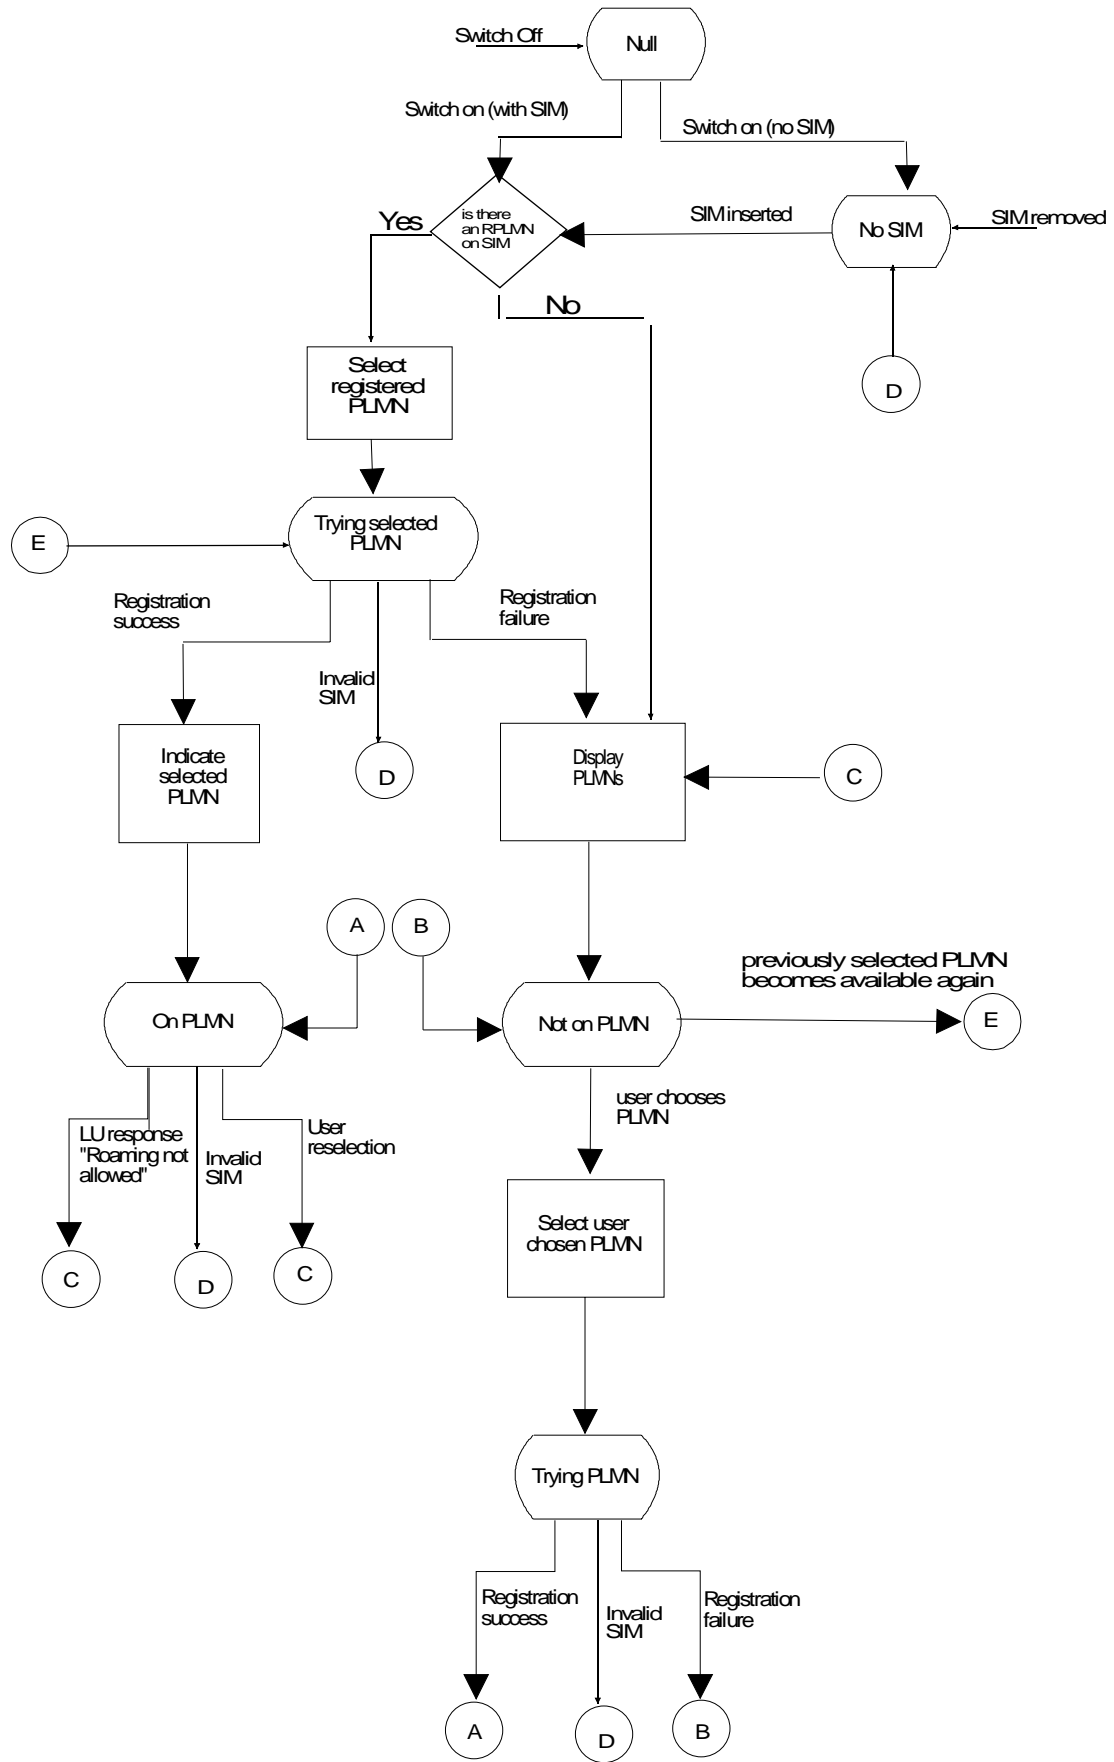 Switch Off
Null
Switch on (with SIM)
Switch on (no SIM)
is there
an RPLMN
on SIM
Yes
SIM inserted
No SIM
SIM removed
No
D
Select
registered
PLMN
Trying selected
PLMN
E
Registration
success
Invalid
SIM
Registration
failure
Indicate
selected
PLMN
D
Display
PLMNs
C
A
B
previously selected PLMN
becomes available again
On PLMN
Not on PLMN
E
LU response
"Roaming not
allowed"
Invalid
SIM
User
reselection
user chooses
PLMN
C
D
C
Select user
chosen PLMN
Trying PLMN
Registration
success
Invalid
SIM
Registration
failure
A
D
B